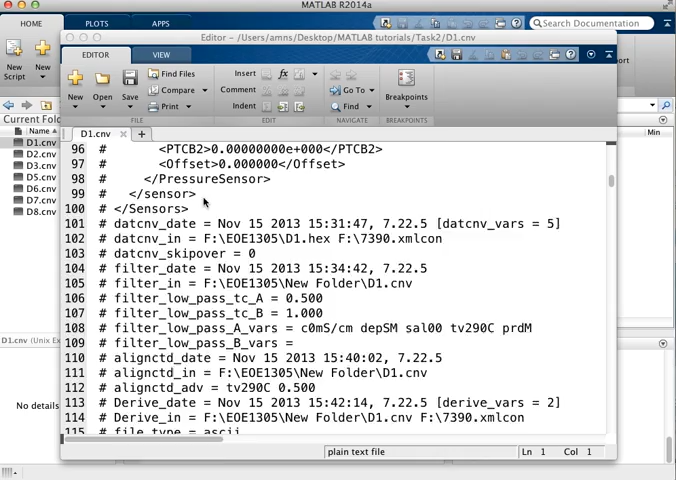 MATLAB R2014a
HOME
PLOTS
APPS
Search Documentation
New
Script
New
Current Fold
Name
D1.cnv
D2.cnv
D3.cnv
D5.cnv
D6.cnv
D7.cnv
D8.cnv
D1.cnv (Unix E
No details
Min
Editor - /Users/amns/Desktop/MATLAB tutorials/Task2/D1.cnv
EDITOR
VIEW
New
Open
Save
Find Files
Compare
Print
FILE
Insert
fx
Comment
Indent
EDIT
Go To
Find
NAVIGATE
Breakpoints
BREAKPOINTS
D1.cnv
96 # <PTCB2>0.00000000e+000</PTCB2>
97 # <Offset>0.000000</Offset>
98 # </PressureSensor>
99 # </sensor>
100 # </Sensors>
101 # datcnv_date = Nov 15 2013 15:31:47, 7.22.5 [datcnv_vars = 5]
102 # datcnv_in = F:\EOE1305\D1.hex F:\7390.xmlcon
103 # datcnv_skipover = 0
104 # filter_date = Nov 15 2013 15:34:42, 7.22.5
105 # filter_in = F:\EOE1305\New Folder\D1.cnv
106 # filter_low_pass_tc_A = 0.500
107 # filter_low_pass_tc_B = 1.000
108 # filter_low_pass_A_vars = c0mS/cm depSM sal00 tv290C prdM
109 # filter_low_pass_B_vars =
110 # alignctd_date = Nov 15 2013 15:40:02, 7.22.5
111 # alignctd_in = F:\EOE1305\New Folder\D1.cnv
112 # alignctd_adv = tv290C 0.500
113 # Derive_date = Nov 15 2013 15:42:14, 7.22.5 [derive_vars = 2]
114 # Derive_in = F:\EOE1305\New Folder\D1.cnv F:\7390.xmlcon
115 # file_type = ascii
plain text file
Ln 1 Col 1